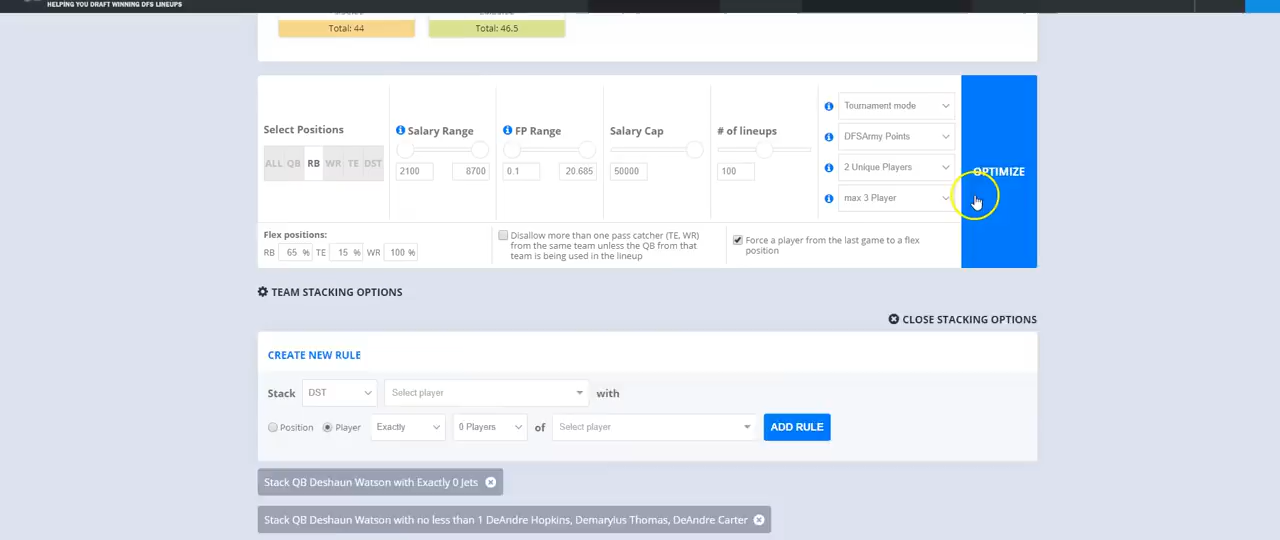 HELPING YOU DRAFT WINNING DFS LINEUPS
Total: 44
Total: 46.5
Select Positions
ALL QB RB WR TE DST
Salary Range
2100 8700
FP Range
0.1 20.685
Salary Cap
50000
# of lineups
100
Tournament mode
DFSArmy Points
2 Unique Players
max 3 Player
OPTIMIZE
Flex positions:
RB 65 % TE 15 % WR 100 %
Disallow more than one pass catcher (TE, WR)
from the same team unless the QB from that
team is being used in the lineup
Force a player from the last game to a flex
position
TEAM STACKING OPTIONS
CLOSE STACKING OPTIONS
CREATE NEW RULE
Stack DST Select player with
Position Player Exactly 0 Players of Select player ADD RULE
Stack QB Deshaun Watson with Exactly 0 Jets
Stack QB Deshaun Watson with no less than 1 DeAndre Hopkins, Demarylus Thomas, DeAndre Carter